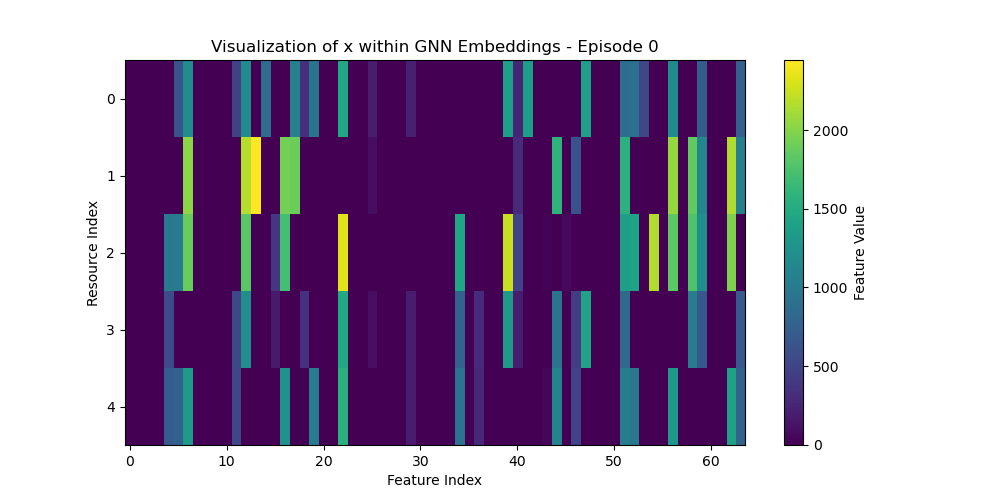 Visualization of x within GNN Embeddings - Episode 0
Resource Index
0
1
2
3
4
0 10 20 30 40 50 60
Feature Index
2000
1500
1000
500
0
Feature Value